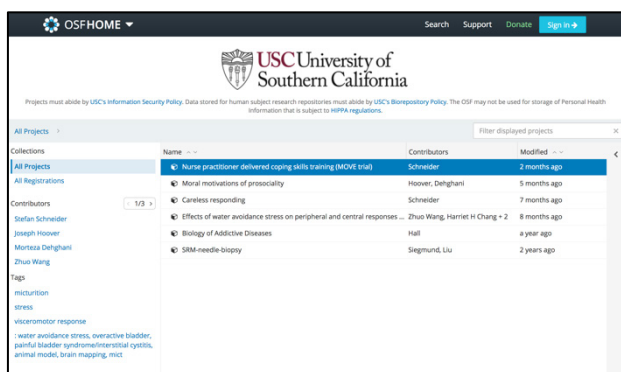 OSFHOME
Search Support Donate Sign in
USC University of
Southern California
Projects must abide by USC's Information Security Policy. Data stored for human subject research repositories must abide by USC's Biorepository Policy. The OSF may not be used for storage of Personal Health
Information that is subject to HIPPA regulations.
All Projects
Filter displayed projects
Collections
All Projects
All Registrations
Contributors 1/3
Stefan Schneider
Joseph Hoover
Morteza Dehghani
Zhuo Wang
Tags
micturition
stress
visceromotor response
: water avoidance stress, overactive bladder,
painful bladder syndrome/interstitial cystitis,
animal model, brain mapping, mict
Name Contributors Modified
Nurse practitioner delivered coping skills training (MOVE trial) Schneider 2 months ago
Moral motivations of prosociality Hoover, Dehghani 5 months ago
Careless responding Schneider 7 months ago
Effects of water avoidance stress on peripheral and central responses ... Zhuo Wang, Harriet H Chang + 2 8 months ago
Biology of Addictive Diseases Hall a year ago
SRM-needle-biopsy Siegmund, Liu 2 years ago